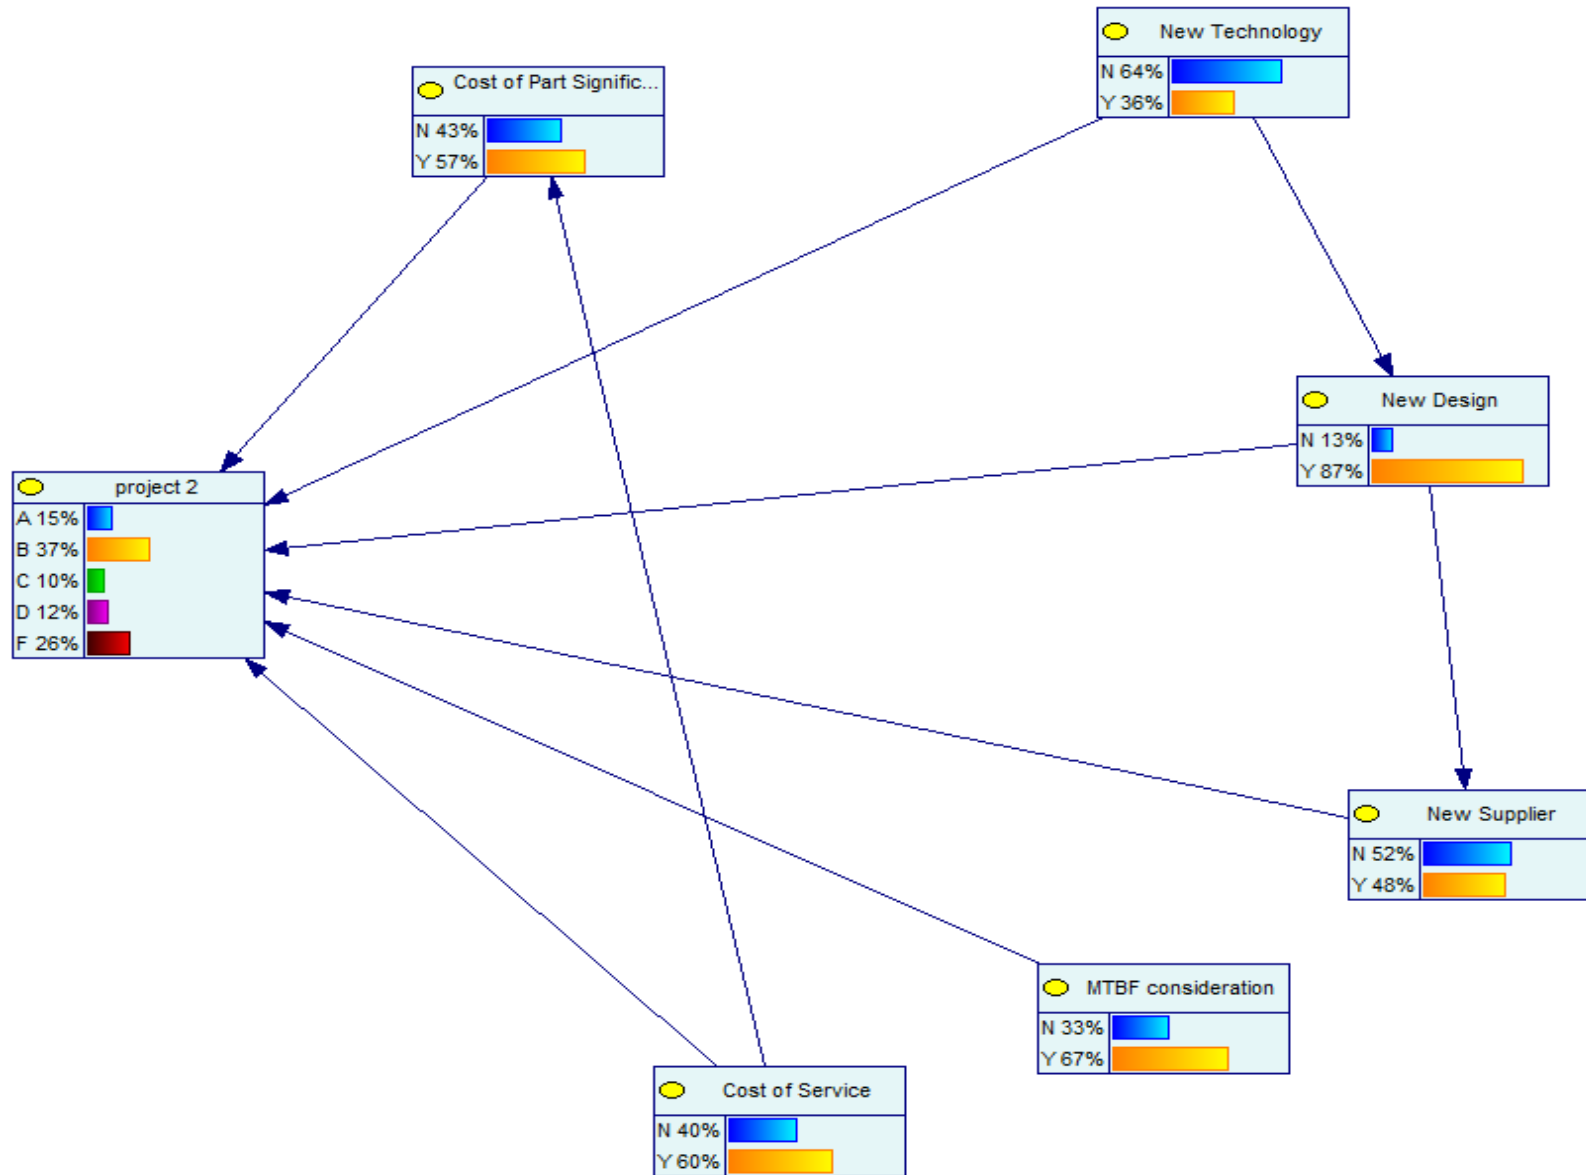 New Technology
N 64%
Y 36%
Cost of Part Signific...
N 43%
Y 57%
New Design
N 13%
Y 87%
project 2
A 15%
B 37%
C 10%
D 12%
F 26%
New Supplier
N 52%
Y 48%
MTBF consideration
N 33%
Y 67%
Cost of Service
N 40%
Y 60%